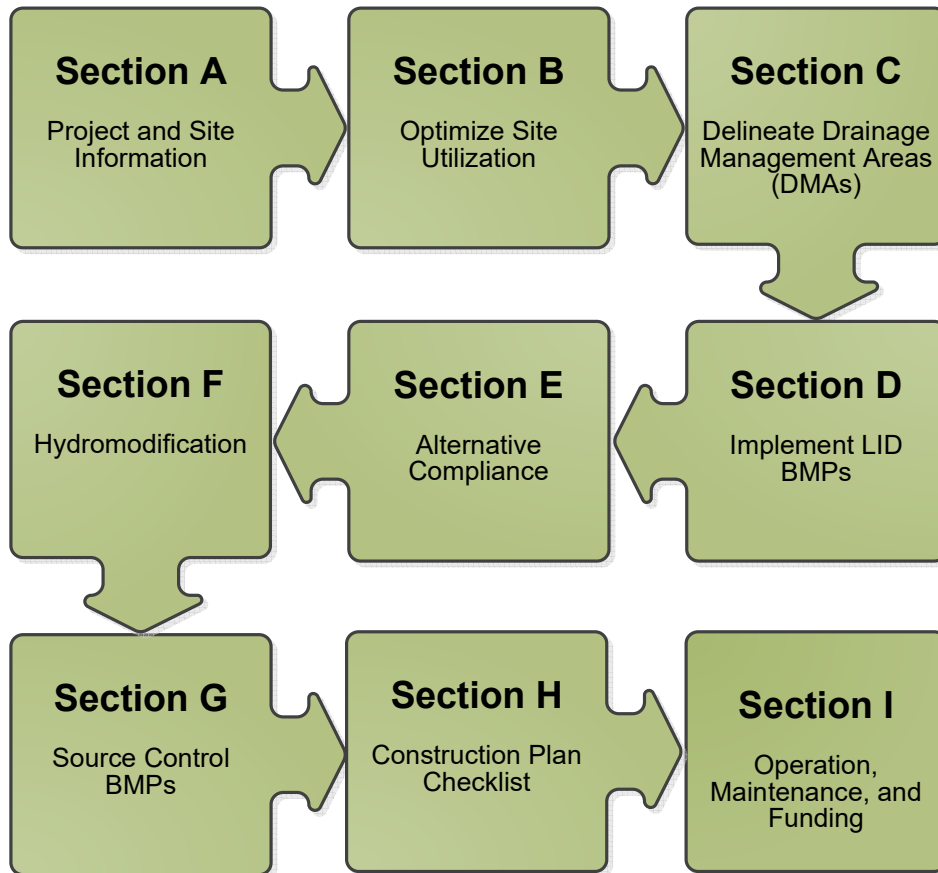 Section A
Project and Site
Information
Section B
Optimize Site
Utilization
Section C
Delineate Drainage
Management Areas
(DMAs)
Section D
Implement LID
BMPs
Section E
Alternative
Compliance
Section F
Hydromodification
Section G
Source Control
BMPs
Section H
Construction Plan
Checklist
Section I
Operation,
Maintenance, and
Funding